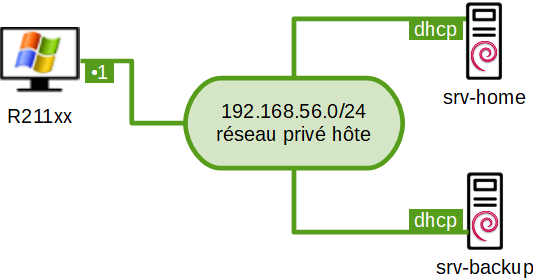 dhcp
srv-home
•1
R211xx
192.168.56.0/24
réseau privé hôte
dhcp
srv-backup